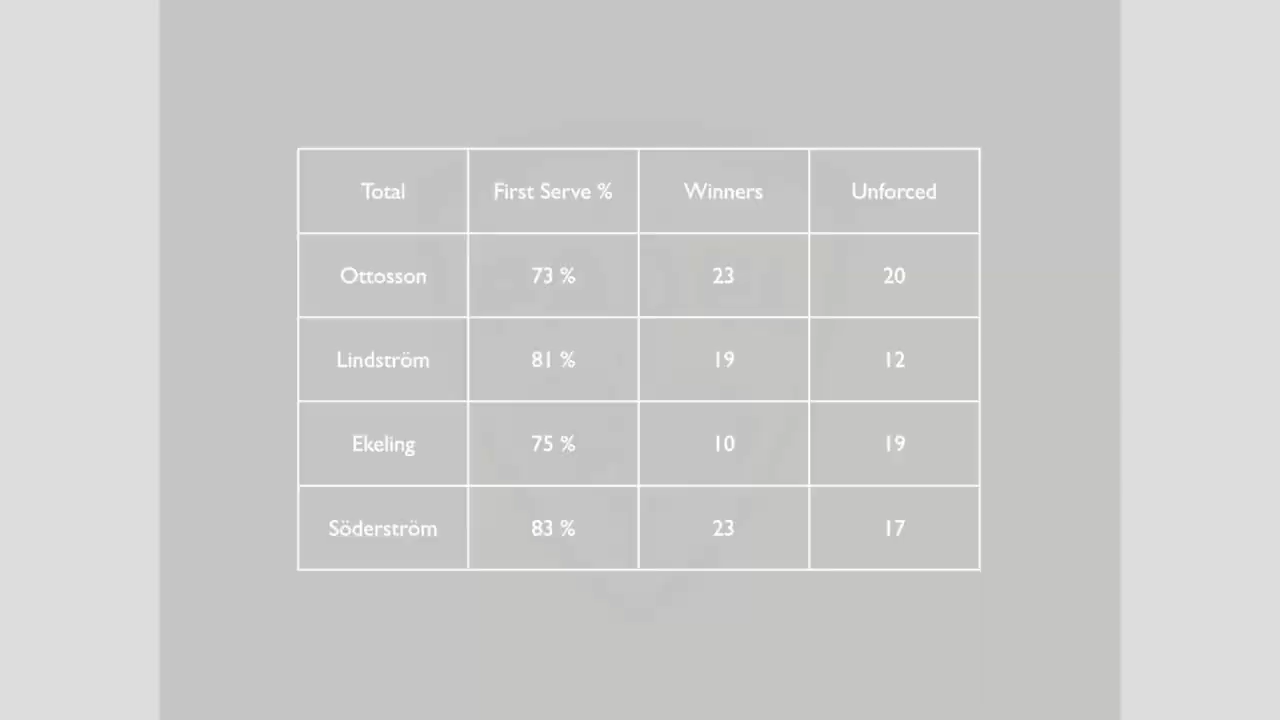 Total First Serve % Winners Unforced
Ottosson 73 % 23 20
Lindström 81 % 19 12
Ekeling 75 % 10 19
Söderström 83 % 23 17